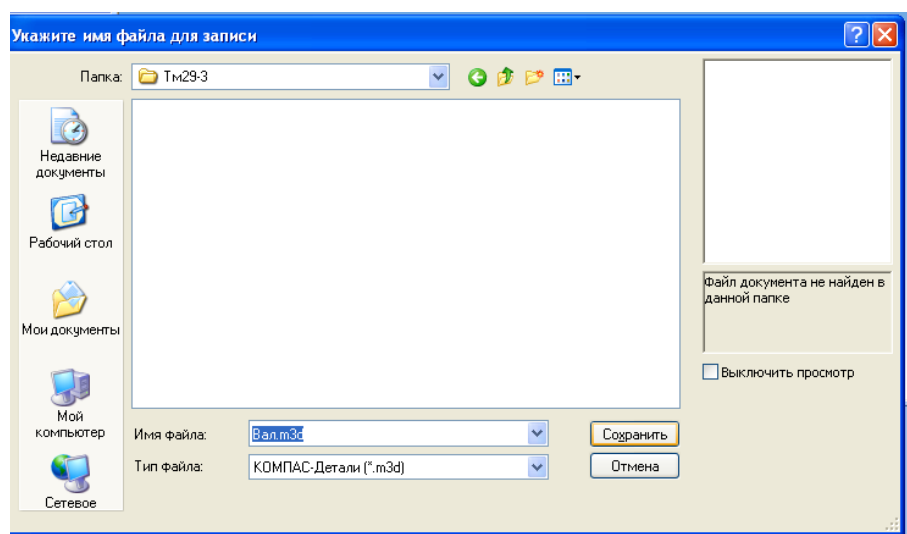 Укажите имя файла для записи
Папка:
Тм29-3
Недавние
документы
Рабочий стол
Мои документы
Мой
компьютер
Сетевое
Файл документа не найден в
данной папке
Выключить просмотр
Имя файла:
Вал.m3d
Сохранить
Тип файла:
КОМПАС-Детали (*.m3d)
Отмена